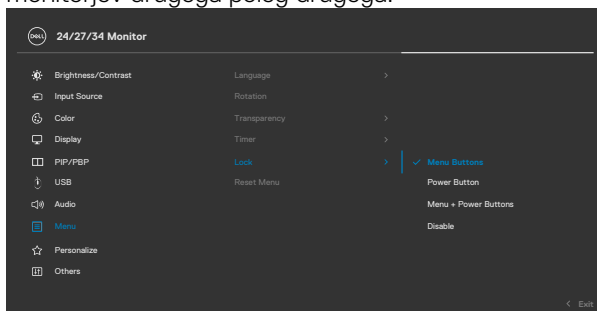 monitorjev drugega poleg drugega.
DELL 24/27/34 Monitor
Brightness/Contrast Language
Input Source Rotation
Color Transparency
Display Timer
PIP/PBP Lock Menu Buttons
USB Reset Menu Power Button
Audio Menu + Power Buttons
Menu Disable
Personalize
Others
Exit